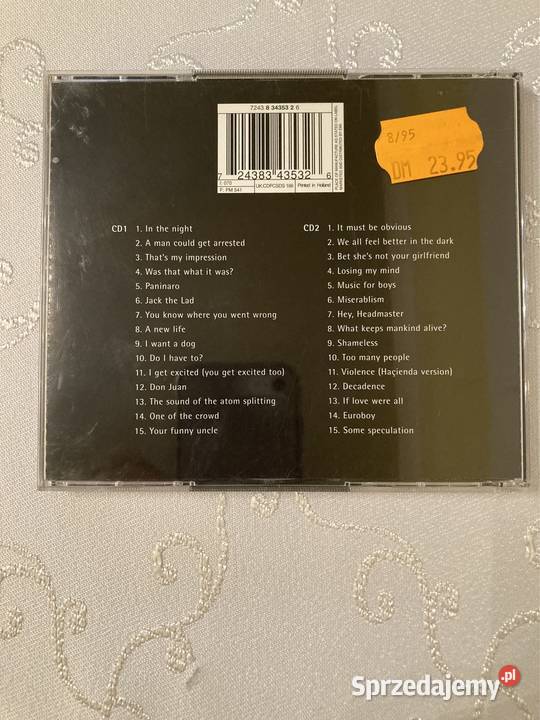 7243 8 34353 2 6
8/95
DM 23.95
7 24383 43532 6
E: 070
F: PM 541
UK:CDPCSDS 166
Printed in Holland
CD1 1. In the night
2. A man could get arrested
3. That's my impression
4. Was that what it was?
5. Paninaro
6. Jack the Lad
7. You know where you went wrong
8. A new life
9. I want a dog
10. Do I have to?
11. I get excited (you get excited too)
12. Don Juan
13. The sound of the atom splitting
14. One of the crowd
15. Your funny uncle
CD2 1. It must be obvious
2. We all feel better in the dark
3. Bet she's not your girlfriend
4. Losing my mind
5. Music for boys
6. Miserablism
7. Hey, Headmaster
8. What keeps mankind alive?
9. Shameless
10. Too many people
11. Violence (Haçienda version)
12. Decadence
13. If love were all
14. Euroboy
15. Some speculation
Sprzedajemy.pl